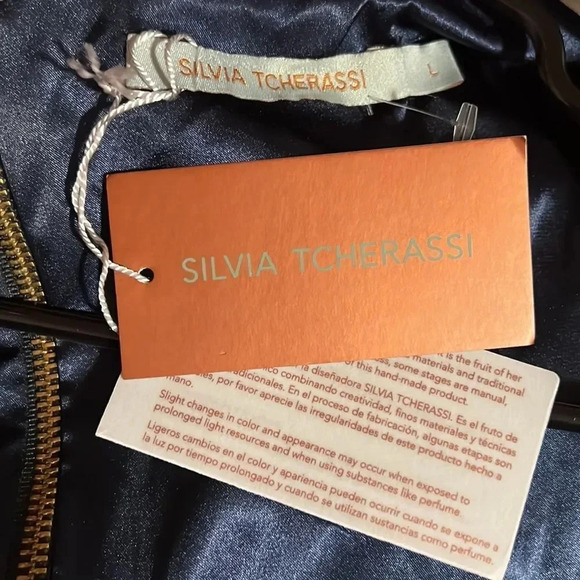 SILVIA TCHERASSI
L
SILVIA TCHERASSI
is the fruit of her
materials and traditional
some stages are manual,
of this hand-made product.
la diseñadora SILVIA TCHERASSI. Es el fruto de
combinando creatividad, finos materiales y técnicas
adicionales. En el proceso de fabricación, algunas etapas son
mano. por favor aprecie las irregularidades de este producto hecho a
Slight changes in color and appearance may occur when exposed to
prolonged light resources and when using substances like perfume.
Ligeros cambios en el color y apariencia pueden ocurrir cuando se expone a
la luz por tiempo prolongado y cuando se utilizan sustancias como perfume.